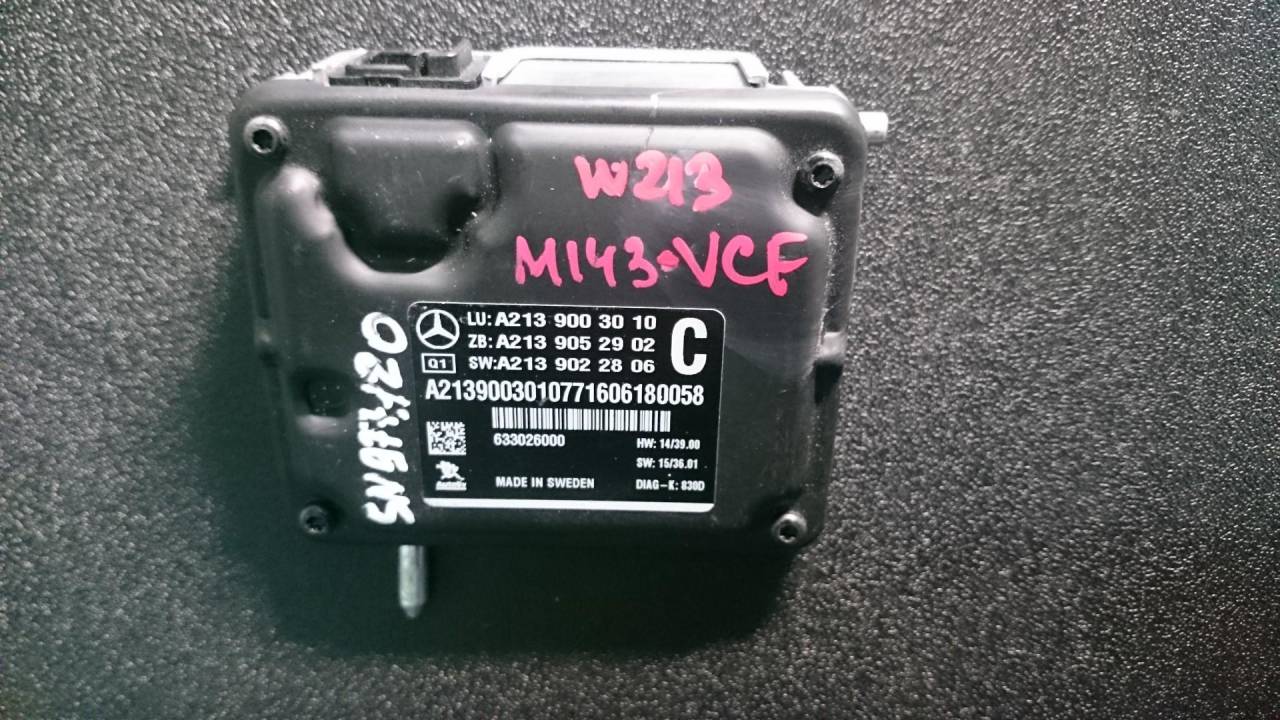 W213
M143•VCF
LU: A213 900 30 10
ZB: A213 905 29 02
C
Q1
SW: A213 902 28 06
A2139003010771606180058
633026000
HW: 14/39.00
SW: 15/36.01
Autoliv
MADE IN SWEDEN
DIAG-K: 830D